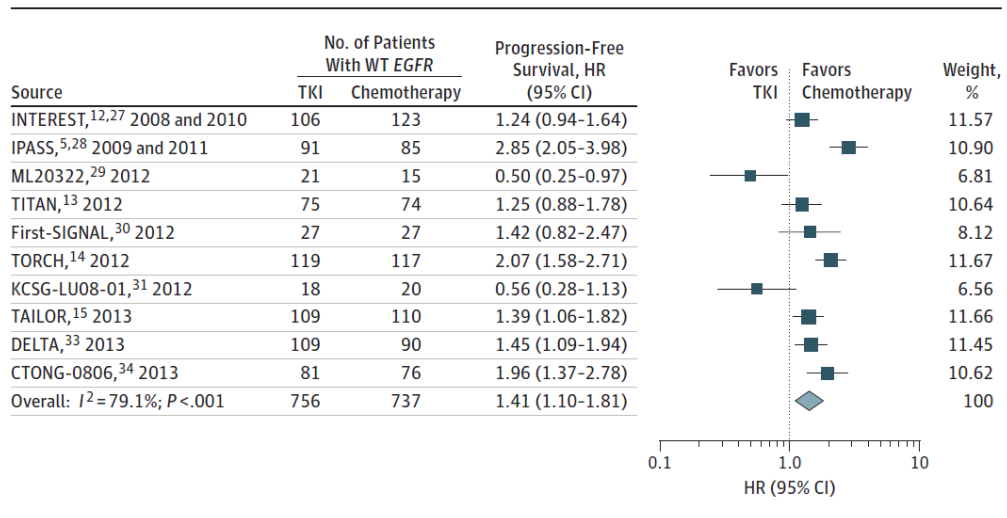 No. of Patients
With WT EGFR
Progression-Free
Survival, HR
(95% CI)
Favors TKI
Favors Chemotherapy
Weight, %
Source TKI Chemotherapy
INTEREST,12,27 2008 and 2010 106 123 1.24 (0.94-1.64) 11.57
IPASS,5,28 2009 and 2011 91 85 2.85 (2.05-3.98) 10.90
ML20322,29 2012 21 15 0.50 (0.25-0.97) 6.81
TITAN,13 2012 75 74 1.25 (0.88-1.78) 10.64
First-SIGNAL,30 2012 27 27 1.42 (0.82-2.47) 8.12
TORCH,14 2012 119 117 2.07 (1.58-2.71) 11.67
KCSG-LU08-01,31 2012 18 20 0.56 (0.28-1.13) 6.56
TAILOR,15 2013 109 110 1.39 (1.06-1.82) 11.66
DELTA,33 2013 109 90 1.45 (1.09-1.94) 11.45
CTONG-0806,34 2013 81 76 1.96 (1.37-2.78) 10.62
Overall: I2 = 79.1%; P <.001 756 737 1.41 (1.10-1.81) 100
0.1 1.0 10
HR (95% CI)